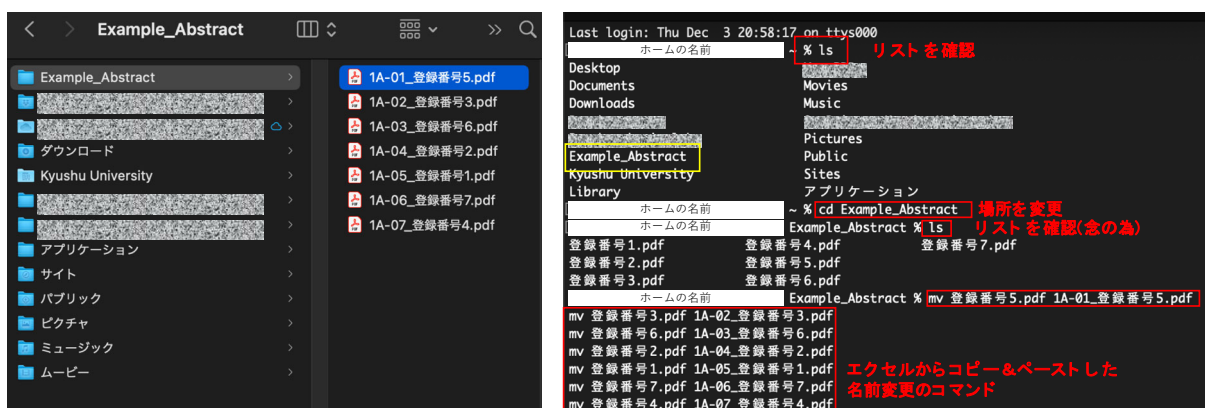 Example_Abstract
Example_Abstract
ダウンロード
Kyushu University
アプリケーション
サイト
パブリック
ピクチャ
ミュージック
ムービー
1A-01_登録番号5.pdf
1A-02_登録番号3.pdf
1A-03_登録番号6.pdf
1A-04_登録番号2.pdf
1A-05_登録番号1.pdf
1A-06_登録番号7.pdf
1A-07_登録番号4.pdf
Last login: Thu Dec 3 20:58:17 on ttys000
ホームの名前 ~ % ls リストを確認
Desktop
Documents Movies
Downloads Music
Pictures
Example_Abstract Public
Kyushu University Sites
Library アプリケーション
ホームの名前 ~ % cd Example_Abstract 場所を変更
ホームの名前 Example_Abstract % ls リストを確認(念の為)
登録番号1.pdf 登録番号4.pdf 登録番号7.pdf
登録番号2.pdf 登録番号5.pdf
登録番号3.pdf 登録番号6.pdf
ホームの名前 Example_Abstract % mv 登録番号5.pdf 1A-01_登録番号5.pdf
mv 登録番号3.pdf 1A-02_登録番号3.pdf
mv 登録番号6.pdf 1A-03_登録番号6.pdf
mv 登録番号2.pdf 1A-04_登録番号2.pdf
mv 登録番号1.pdf 1A-05_登録番号1.pdf エクセルからコピー&ペーストした
mv 登録番号7.pdf 1A-06_登録番号7.pdf 名前変更のコマンド
mv 登録番号4.pdf 1A-07_登録番号4.pdf